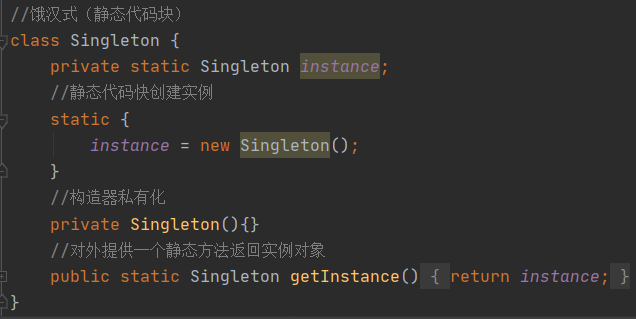 //饿汉式（静态代码块）
class Singleton {
    private static Singleton instance;
    //静态代码快创建实例
    static {
        instance = new Singleton();
    }
    //构造器私有化
    private Singleton(){}
    //对外提供一个静态方法返回实例对象
    public static Singleton getInstance() { return instance; }
}